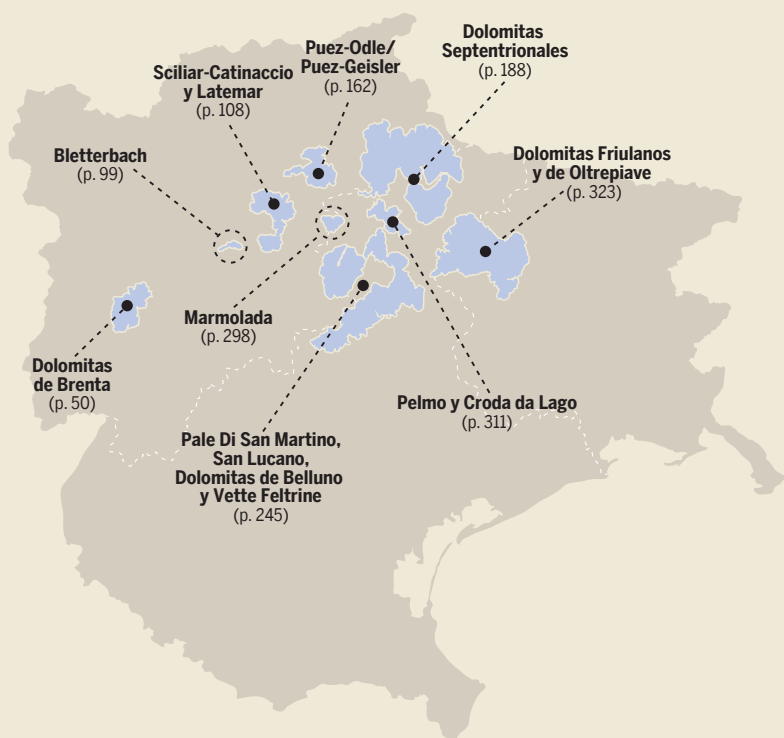 Dolomitas
Septentrionales
(p. 188)
Puez-Odle/
Puez-Geisler
(p. 162)
Sciliar-Catinaccio
y Latemar
(p. 108)
Bletterbach
(p. 99)
Dolomitas Friulanos
y de Oltrepiave
(p. 323)
Marmolada
(p. 298)
Dolomitas
de Brenta
(p. 50)
Pelmo y Croda da Lago
(p. 311)
Pale Di San Martino,
San Lucano,
Dolomitas de Belluno
y Vette Feltrine
(p. 245)